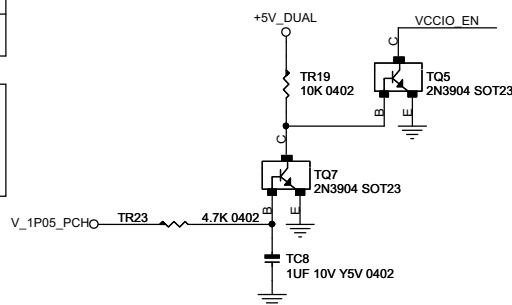 +5V_DUAL
VCCIO_EN
C
TR19
10K 0402
TQ5
2N3904 SOT23
B
E
C
TQ7
2N3904 SOT23
B
E
V_1P05_PCH
TR23
4.7K 0402
TC8
1UF 10V Y5V 0402